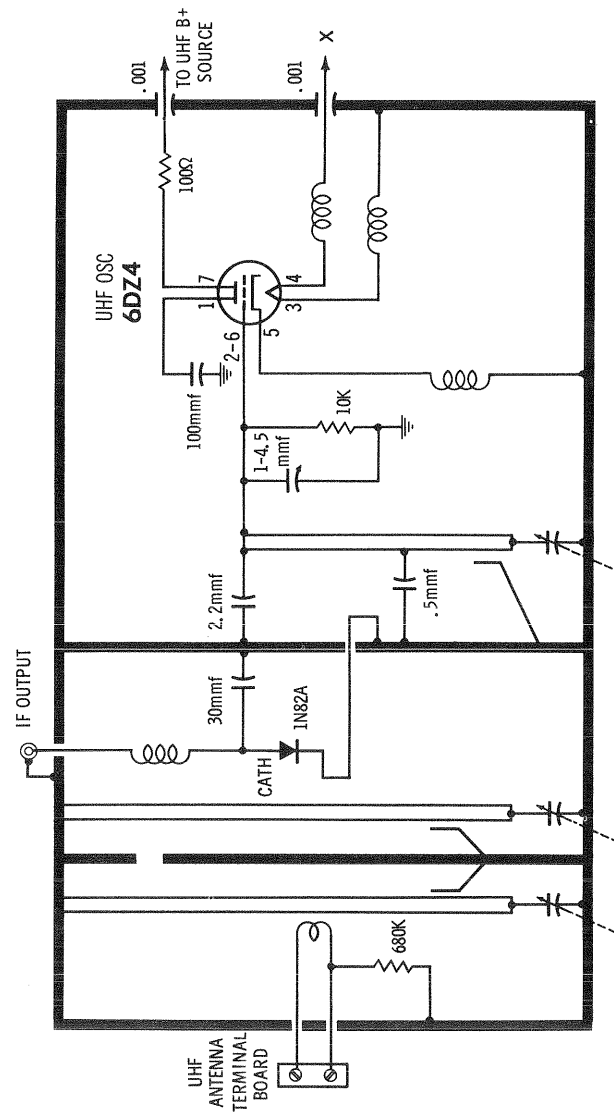 IF OUTPUT
UHF OSC
6DZ4
.001
TO UHF B+
SOURCE
100Ω
.001
X
1
7
2-6
5
3
4
100mmf
1-4.5
mmf
10K
2.2mmf
.5mmf
30mmf
CATH
1N82A
680K
UHF
ANTENNA
TERMINAL
BOARD